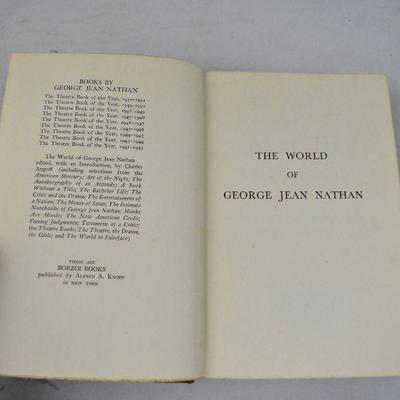 BOOKS BY
GEORGE JEAN NATHAN
The Theatre Book of the Year, 1950-1951
The Theatre Book of the Year, 1949-1950
The Theatre Book of the Year, 1948-1949
The Theatre Book of the Year, 1947-1948
The Theatre Book of the Year, 1946-1947
The Theatre Book of the Year, 1945-1946
The Theatre Book of the Year, 1944-1945
The Theatre Book of the Year, 1943-1944
The Theatre Book of the Year, 1942-1943
The World of George Jean Nathan
edited, with an Introduction, by Charles
Angoff (including selections from the
American Mercury; Art of the Night; The
Autobiography of an Attitude; A Book
Without a Title; The Bachelor Life; The
Critic and the Drama; The Entertainment of
a Nation; The House of Satan; The Intimate
Notebooks of George Jean Nathan; Monks
Are Monks; The New American Credo;
Passing Judgments; Testament of a Critic;
the Theatre Books; The Theatre, the Drama,
the Girls; and The World in Falseface)
THESE ARE
BORZOI BOOKS
published by ALFRED A. KNOPF
IN NEW YORK
THE WORLD
OF
GEORGE JEAN NATHAN